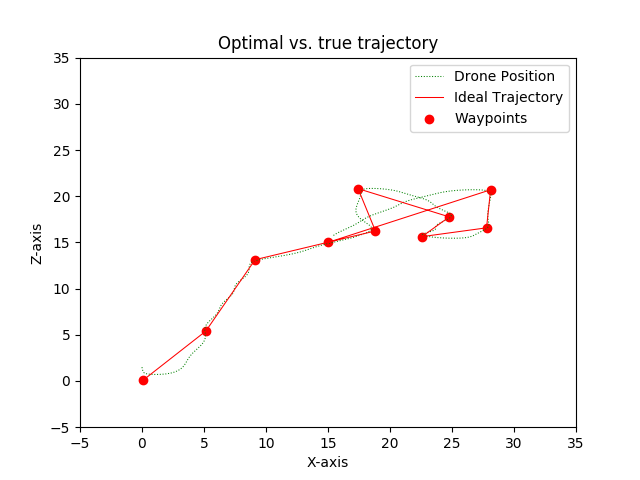 Optimal vs. true trajectory
Drone Position
Ideal Trajectory
Waypoints
35
30
25
20
15
10
5
0
−5
Z-axis
−5 0 5 10 15 20 25 30 35
X-axis